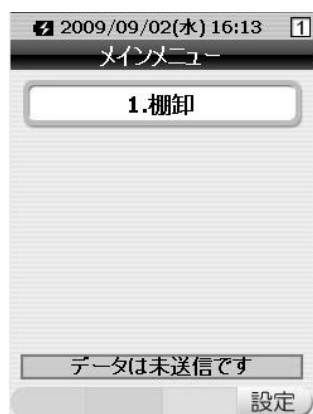 2009/09/02(水) 16:13 1
メインメニュー
1.棚卸
データは未送信です
設定